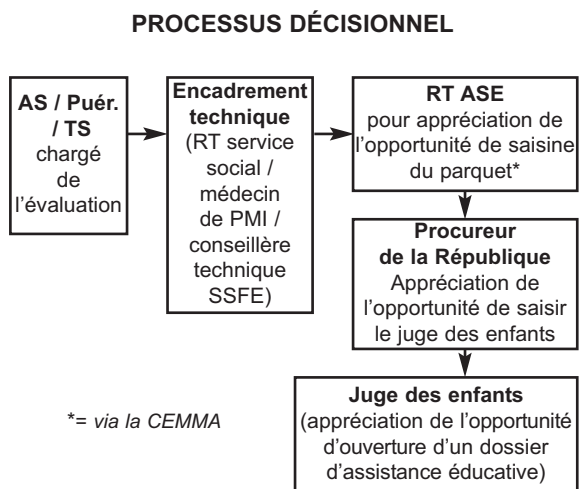 PROCESSUS DÉCISIONNEL
AS / Puér.
/ TS
chargé
de
l'évaluation
Encadrement
technique
(RT service
social /
médecin
de PMI /
conseillère
technique
SSFE)
RT ASE
pour appréciation de
l'opportunité de saisine
du parquet*
Procureur
de la République
Appréciation de
l'opportunité de saisir
le juge des enfants
Juge des enfants
(appréciation de l'opportunité
d'ouverture d'un dossier
d'assistance éducative)
*= via la CEMMA